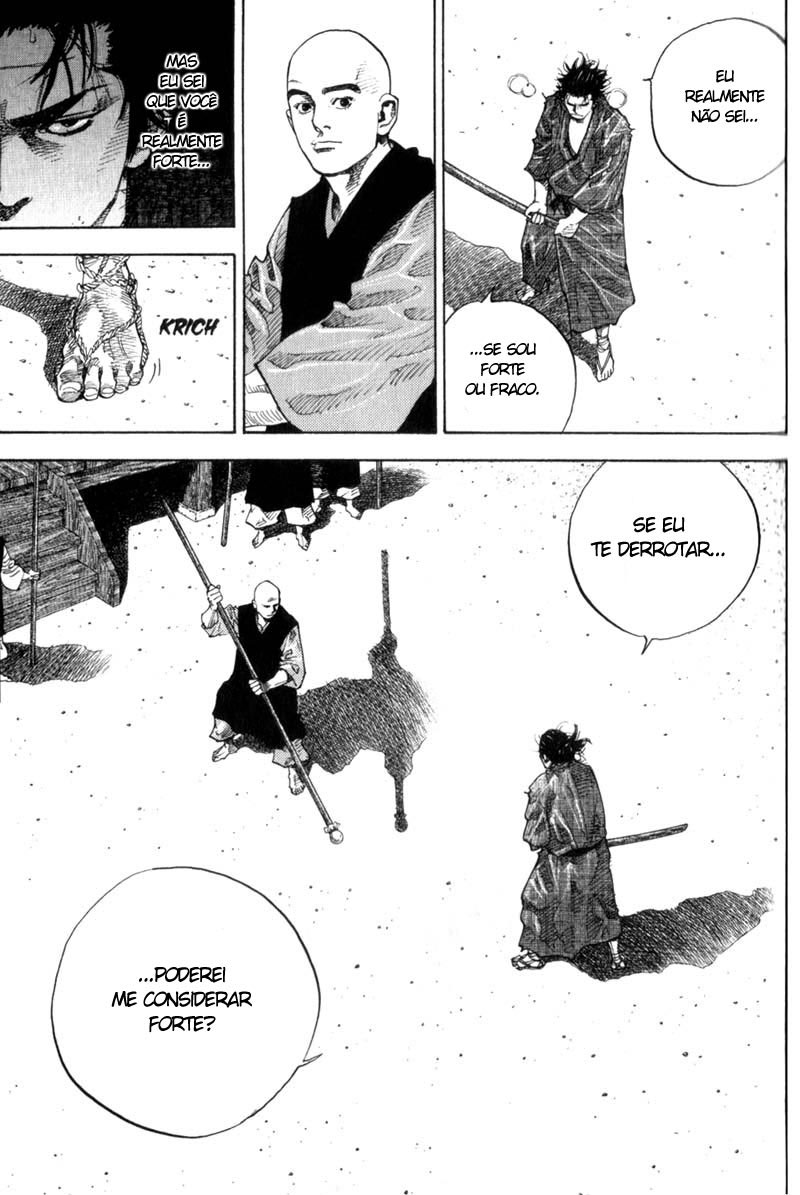 EU
REALMENTE
NÃO SEI...
...SE SOU
FORTE
OU FRACO.
MAS
EU SEI
QUE VOCÊ
É
REALMENTE
FORTE...
KRICH
SE EU
TE DERROTAR...
...PODEREI
ME CONSIDERAR
FORTE?